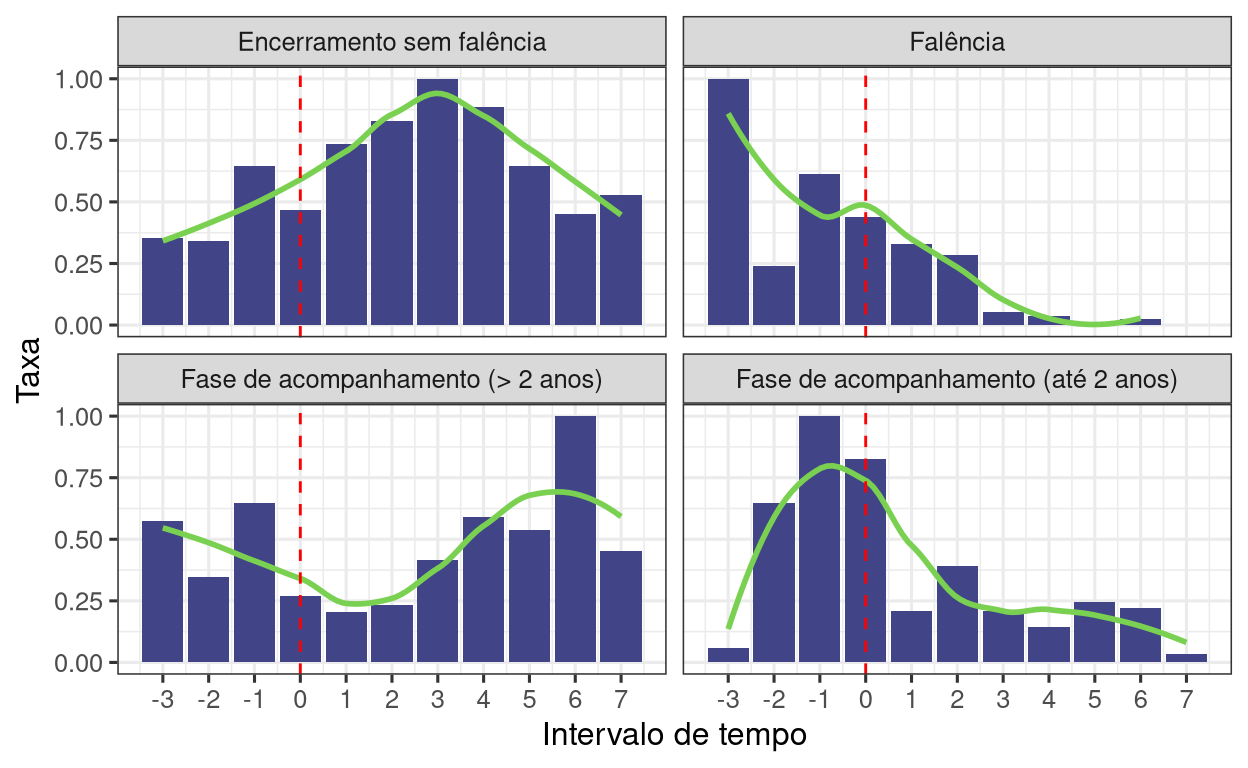 Encerramento sem falência
Falência
1.00
0.75
0.50
0.25
0.00
Taxa
Fase de acompanhamento (> 2 anos)
Fase de acompanhamento (até 2 anos)
1.00
0.75
0.50
0.25
0.00
-3 -2 -1 0 1 2 3 4 5 6 7
-3 -2 -1 0 1 2 3 4 5 6 7
Intervalo de tempo